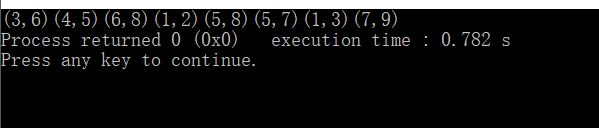 (3,6)(4,5)(6,8)(1,2)(5,8)(5,7)(1,3)(7,9)
Process returned 0 (0x0)   execution time : 0.782 s
Press any key to continue.